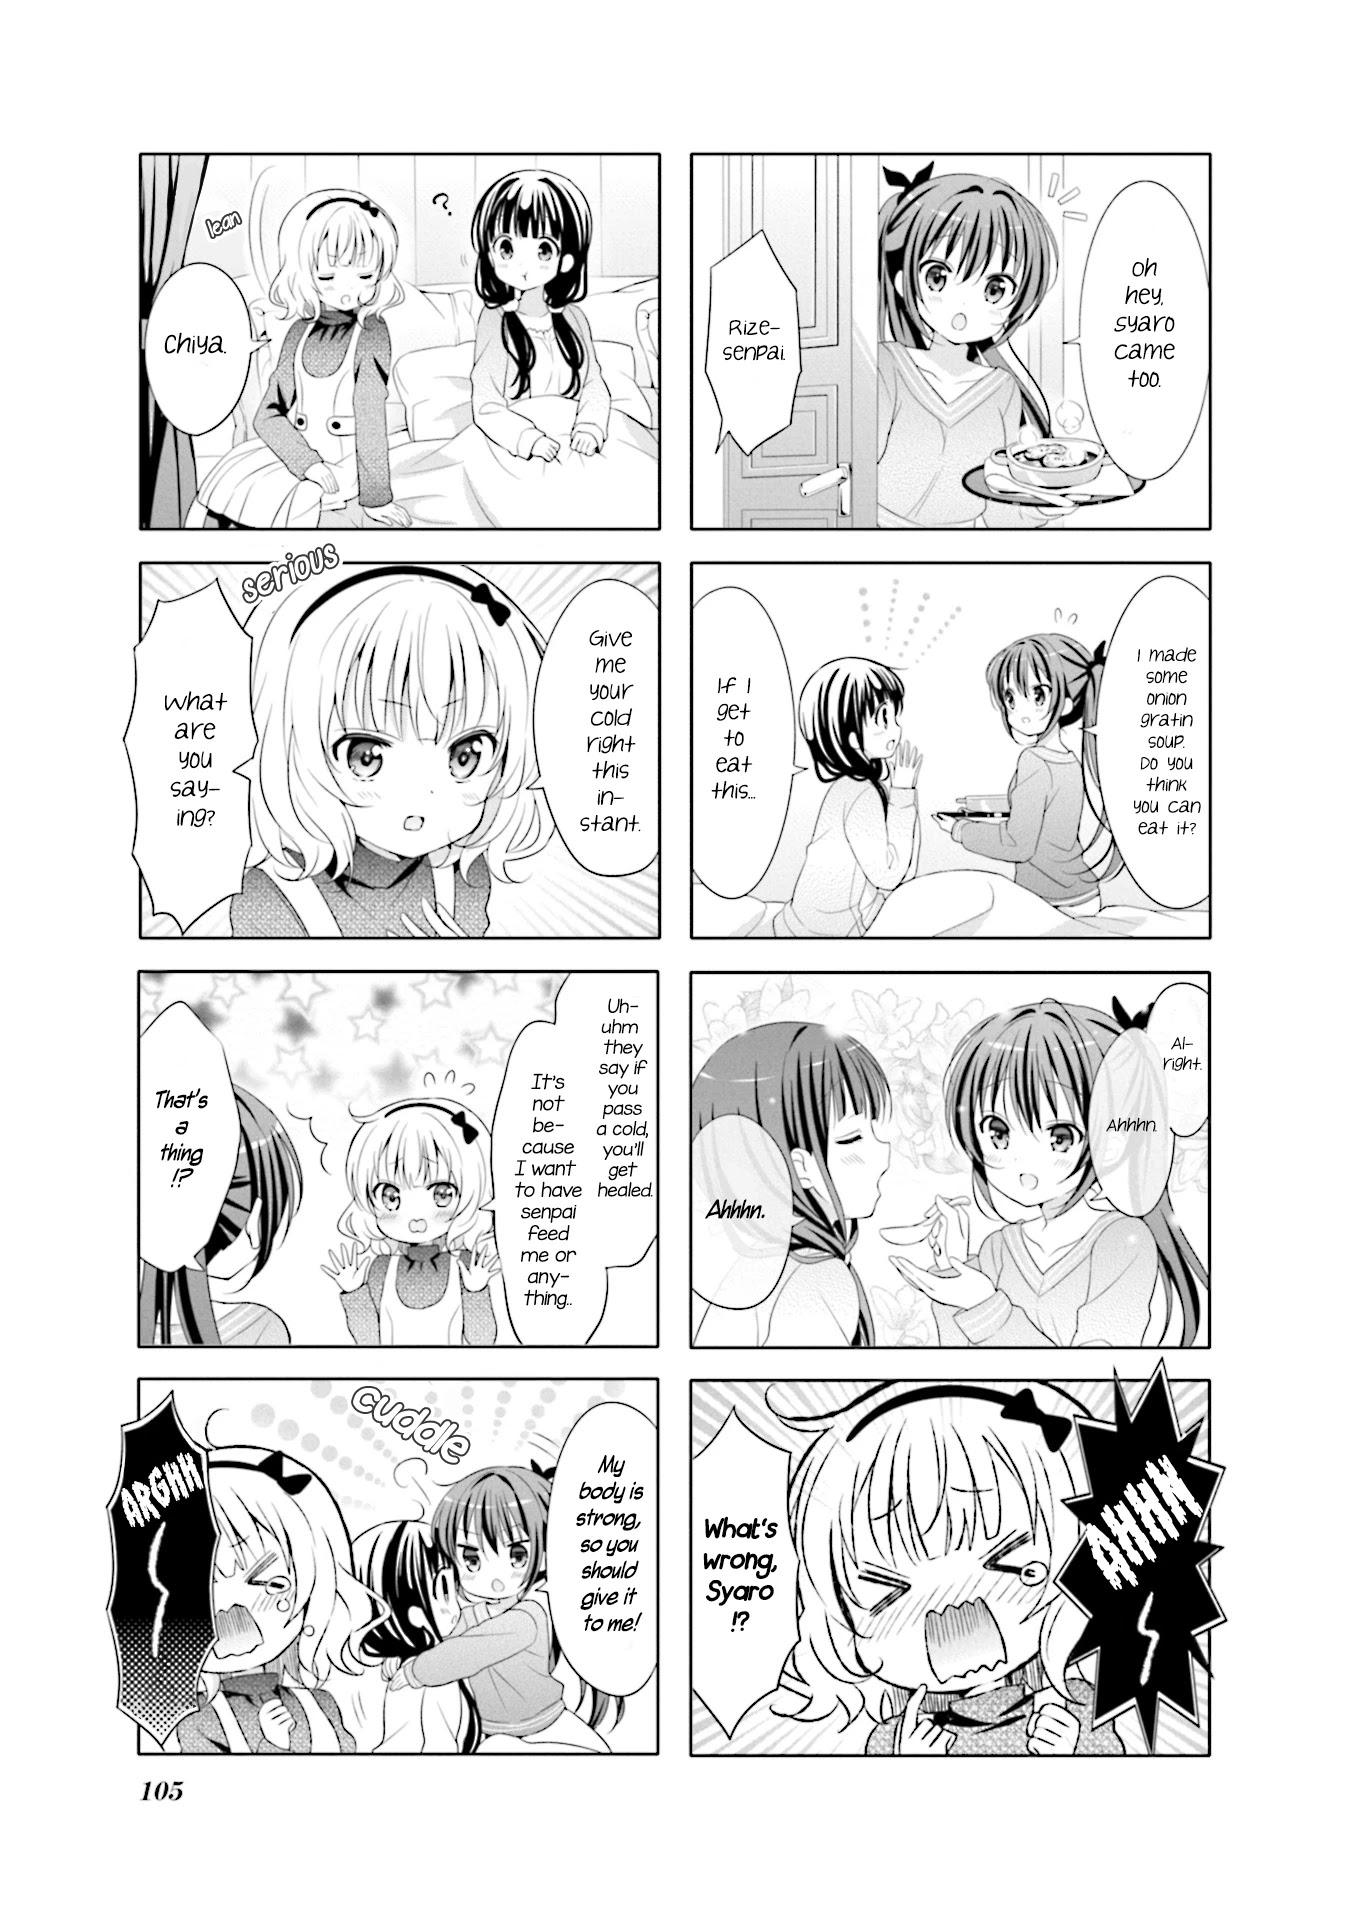 Oh
hey,
syaro
came
too.
Rize-
senpai.
I made
some
onion
gratin
soup.
Do you
think
you can
eat it?
If I
get
to
eat
this...
Al-
right.
Ahhhn.
Ahhhn.
AHHN
What's
wrong,
Syaro
!?
?
lean
Chiya.
serious
Give
me
your
cold
right
this
in-
stant.
What
are
you
say-
ing?
Uh-
uhm
they
say if
you
pass
a cold,
you'll
get
healed.
It's
not
be-
cause
I want
to have
senpai
feed
me or
any-
thing..
That's
a
thing
!?
cuddle
My
body is
strong,
so you
should
give it
to me!
ARGHH
105